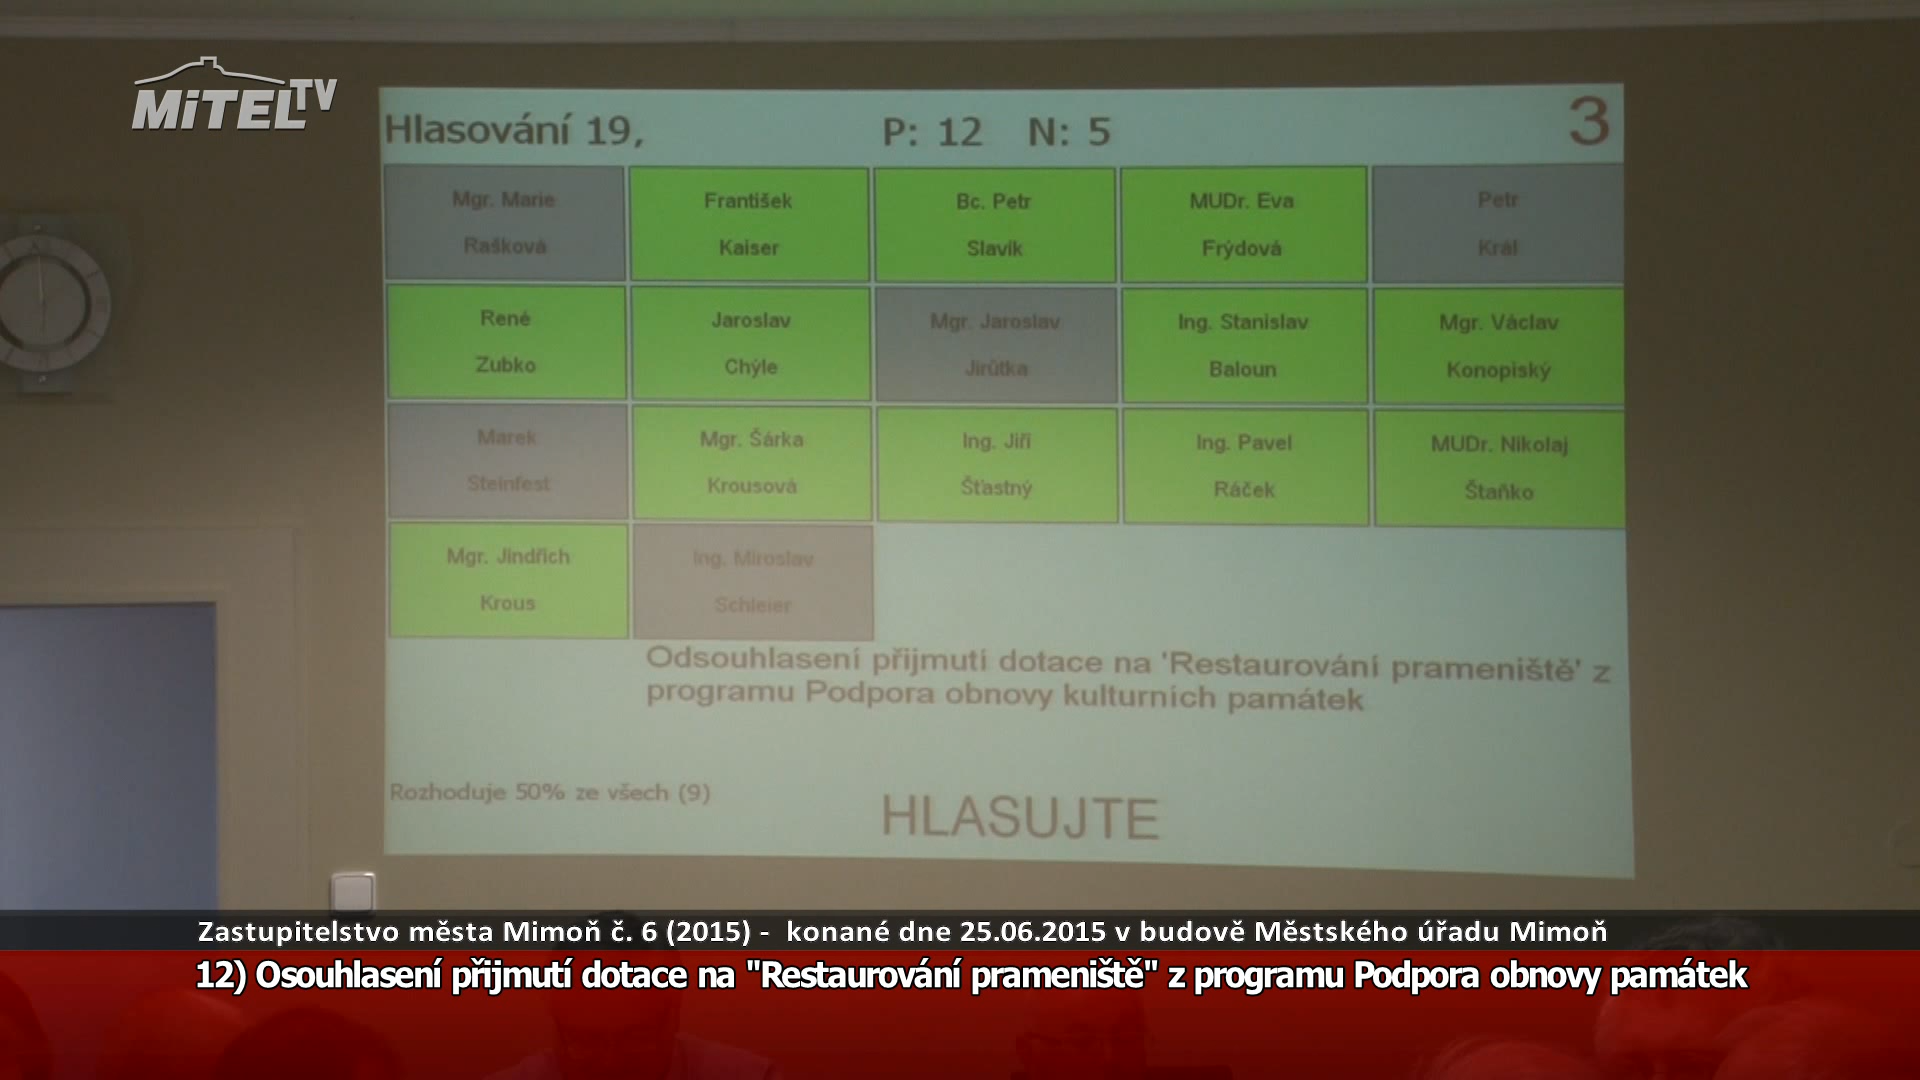 MiTEL TV
Hlasování 19, P: 12 N: 5 3
Mgr. Marie Rašková
František Kaiser
Bc. Petr Slavík
MUDr. Eva Frýdová
Petr Král
René Zubko
Jaroslav Chýle
Mgr. Jaroslav Jirůtka
Ing. Stanislav Baloun
Mgr. Václav Konopiský
Marek Steinfest
Mgr. Šárka Krousová
Ing. Jiří Šťastný
Ing. Pavel Ráček
MUDr. Nikolaj Štaňko
Mgr. Jindřich Krous
Ing. Miroslav Schleier
Odsouhlasení přijmutí dotace na 'Restaurování prameniště' z
programu Podpora obnovy kulturních památek
Rozhoduje 50% ze všech (9)
HLASUJTE
Zastupitelstvo města Mimoň č. 6 (2015) - konané dne 25.06.2015 v budově Městského úřadu Mimoň
12) Osouhlasení přijmutí dotace na "Restaurování prameniště" z programu Podpora obnovy památek